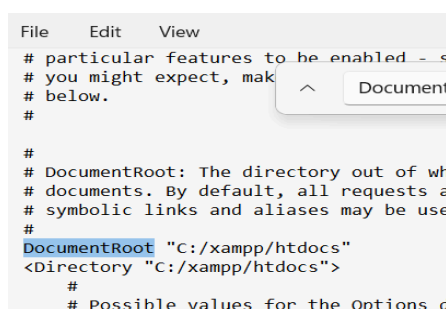 File Edit View
# particular features to be enabled - s
# you might expect, mak
Document
# below.
#
#
# DocumentRoot: The directory out of wh
# documents. By default, all requests a
# symbolic links and aliases may be use
#
DocumentRoot "C:/xampp/htdocs"
<Directory "C:/xampp/htdocs">
#
# Possible values for the Options o